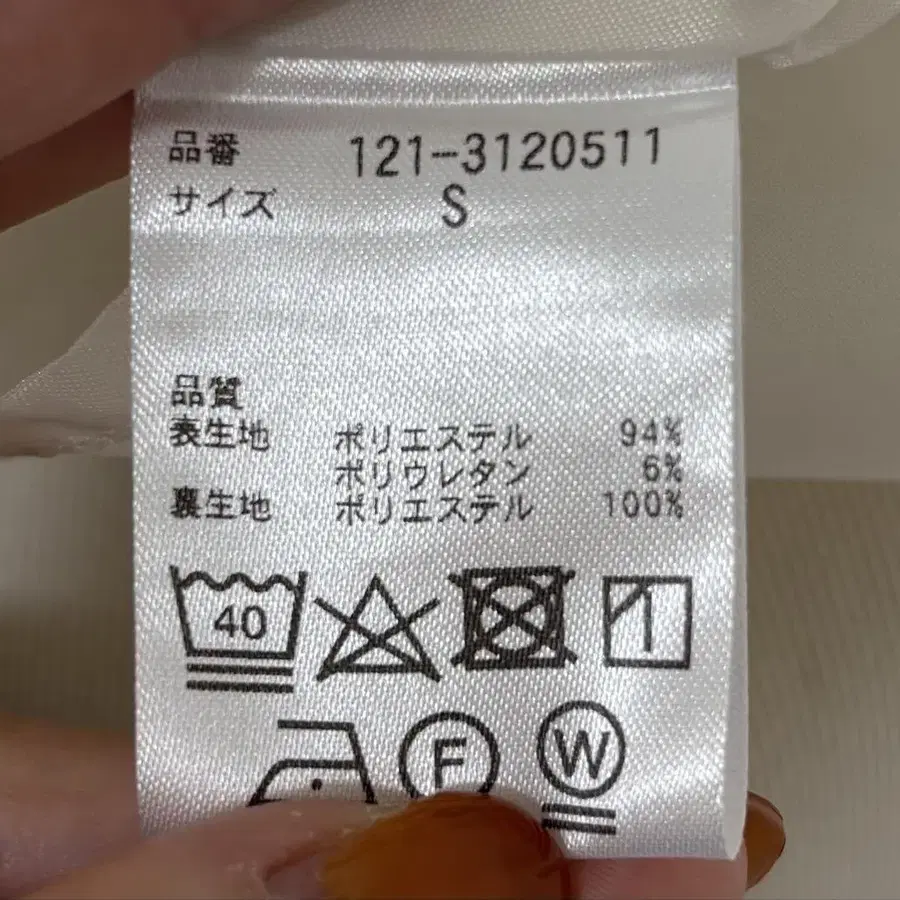 品番 121-3120511
サイズ S
品質
表生地 ポリエステル 94%
ポリウレタン 6%
裏生地 ポリエステル 100%
40
F W